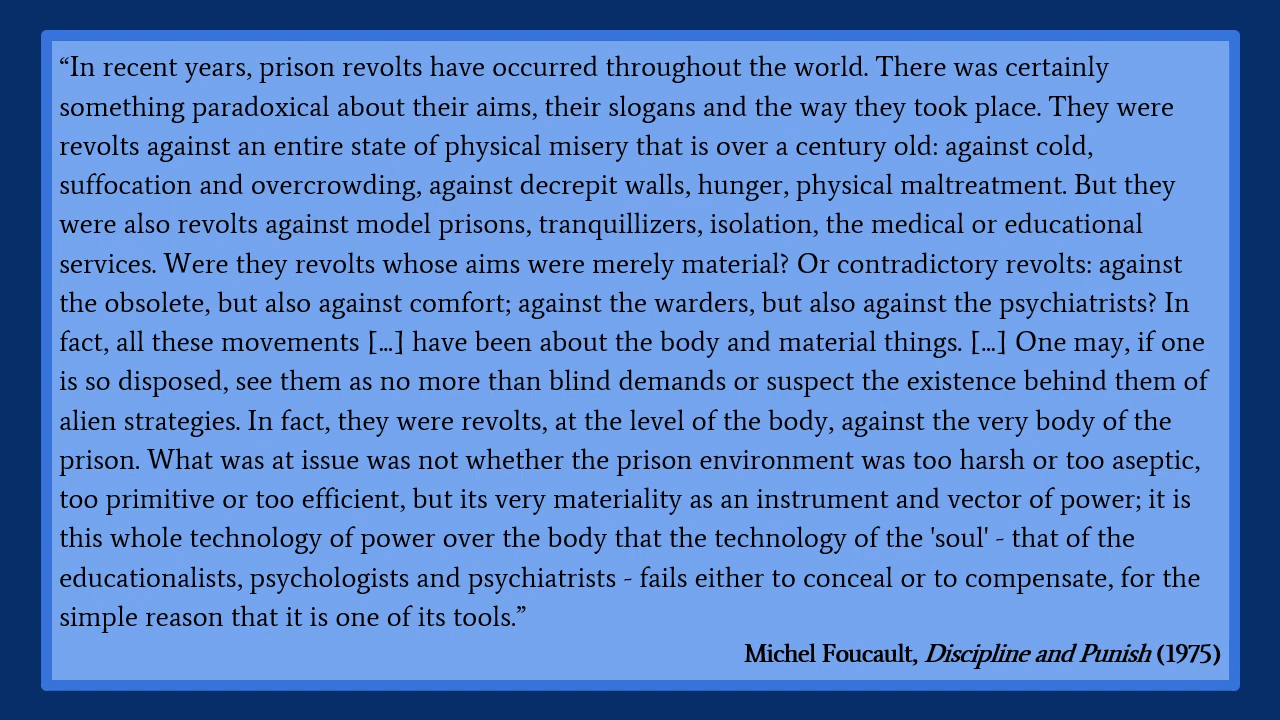 “In recent years, prison revolts have occurred throughout the world. There was certainly
something paradoxical about their aims, their slogans and the way they took place. They were
revolts against an entire state of physical misery that is over a century old: against cold,
suffocation and overcrowding, against decrepit walls, hunger, physical maltreatment. But they
were also revolts against model prisons, tranquillizers, isolation, the medical or educational
services. Were they revolts whose aims were merely material? Or contradictory revolts: against
the obsolete, but also against comfort; against the warders, but also against the psychiatrists? In
fact, all these movements [...] have been about the body and material things. [...] One may, if one
is so disposed, see them as no more than blind demands or suspect the existence behind them of
alien strategies. In fact, they were revolts, at the level of the body, against the very body of the
prison. What was at issue was not whether the prison environment was too harsh or too aseptic,
too primitive or too efficient, but its very materiality as an instrument and vector of power; it is
this whole technology of power over the body that the technology of the 'soul' - that of the
educationalists, psychologists and psychiatrists - fails either to conceal or to compensate, for the
simple reason that it is one of its tools.”
Michel Foucault, Discipline and Punish (1975)